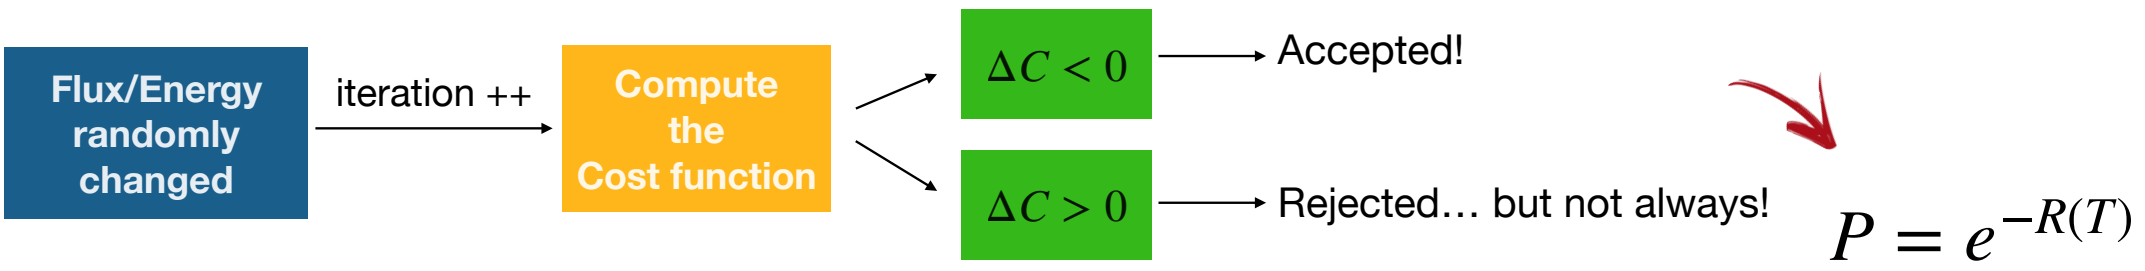 Flux/Energy
randomly
changed
iteration ++
Compute
the
Cost function
ΔC < 0
Accepted!
ΔC > 0
Rejected… but not always!
P = e^{-R(T)}